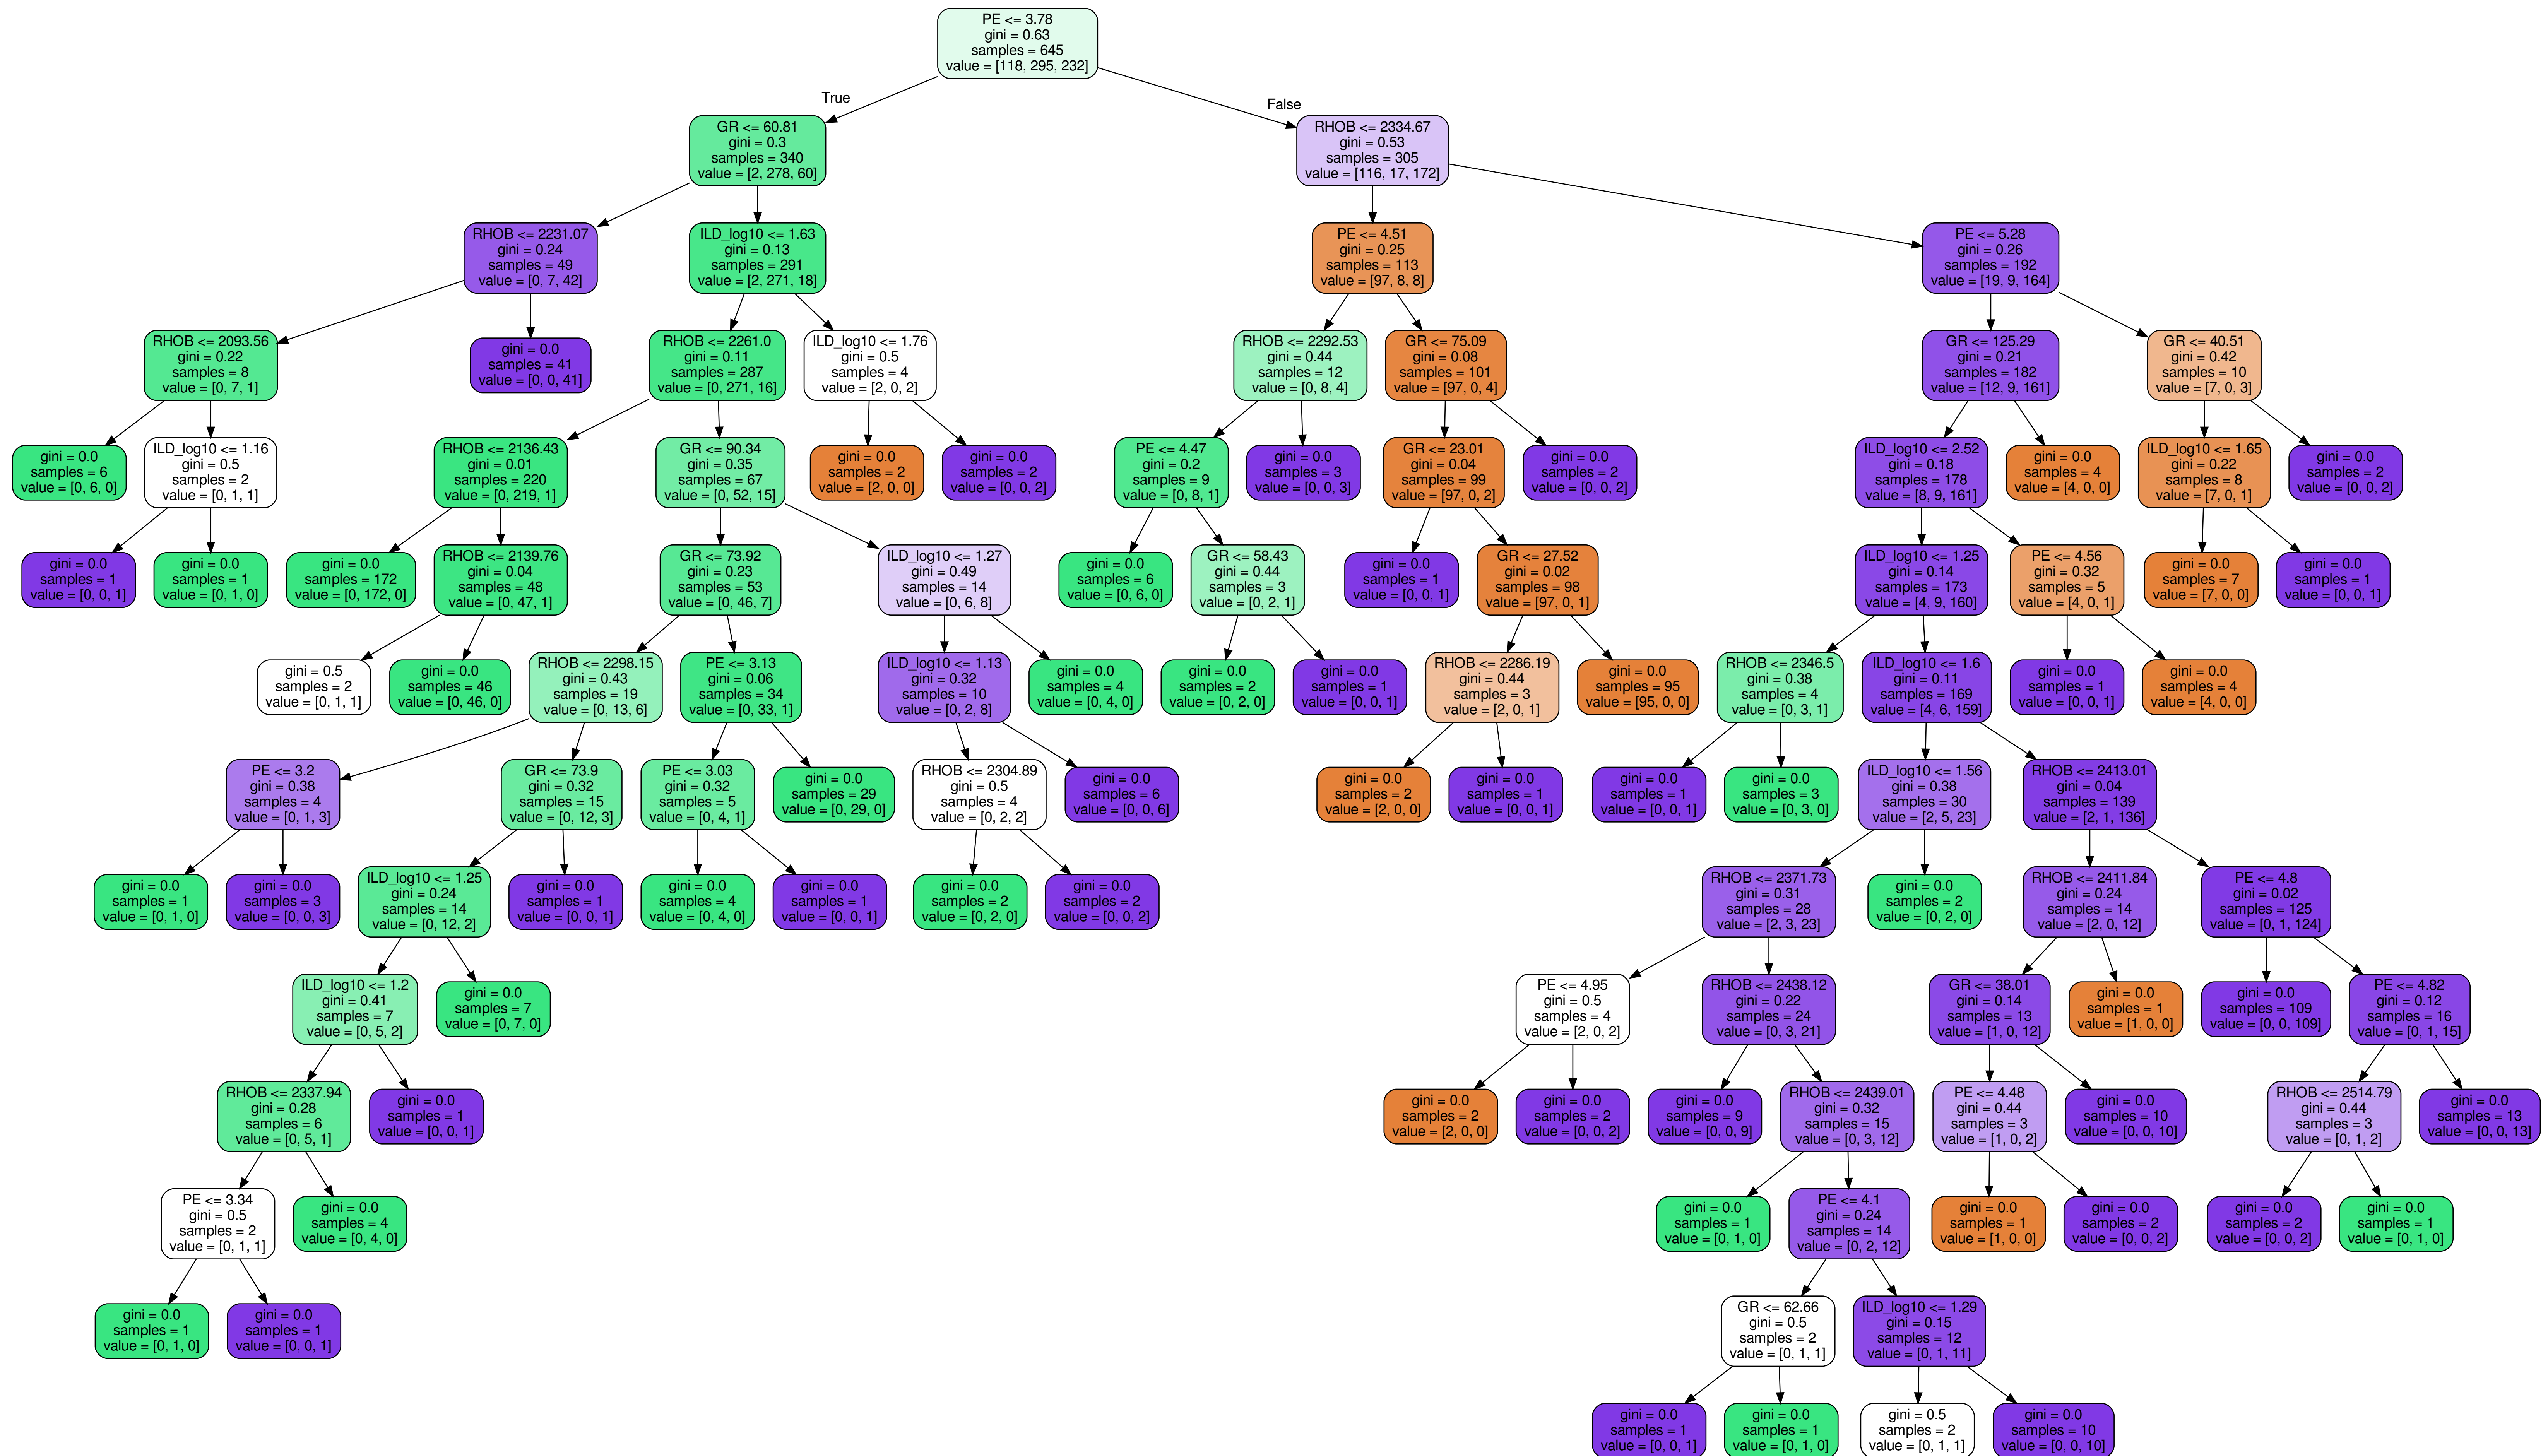 PE <= 3.78
gini = 0.63
samples = 645
value = [118, 295, 232]
True
False
GR <= 60.81
gini = 0.3
samples = 340
value = [2, 278, 60]
RHOB <= 2334.67
gini = 0.53
samples = 305
value = [116, 17, 172]
RHOB <= 2231.07
gini = 0.24
samples = 49
value = [0, 7, 42]
ILD_log10 <= 1.63
gini = 0.13
samples = 291
value = [2, 271, 18]
PE <= 4.51
gini = 0.25
samples = 113
value = [97, 8, 8]
PE <= 5.28
gini = 0.26
samples = 192
value = [19, 9, 164]
RHOB <= 2093.56
gini = 0.22
samples = 8
value = [0, 7, 1]
gini = 0.0
samples = 41
value = [0, 0, 41]
RHOB <= 2261.0
gini = 0.11
samples = 287
value = [0, 271, 16]
ILD_log10 <= 1.76
gini = 0.5
samples = 4
value = [2, 0, 2]
RHOB <= 2292.53
gini = 0.44
samples = 12
value = [0, 8, 4]
GR <= 75.09
gini = 0.08
samples = 101
value = [97, 0, 4]
GR <= 125.29
gini = 0.21
samples = 182
value = [12, 9, 161]
GR <= 40.51
gini = 0.42
samples = 10
value = [7, 0, 3]
gini = 0.0
samples = 6
value = [0, 6, 0]
ILD_log10 <= 1.16
gini = 0.5
samples = 2
value = [0, 1, 1]
RHOB <= 2136.43
gini = 0.01
samples = 220
value = [0, 219, 1]
GR <= 90.34
gini = 0.35
samples = 67
value = [0, 52, 15]
gini = 0.0
samples = 2
value = [2, 0, 0]
gini = 0.0
samples = 2
value = [0, 0, 2]
PE <= 4.47
gini = 0.2
samples = 9
value = [0, 8, 1]
gini = 0.0
samples = 3
value = [0, 0, 3]
GR <= 23.01
gini = 0.04
samples = 99
value = [97, 0, 2]
gini = 0.0
samples = 2
value = [0, 0, 2]
ILD_log10 <= 2.52
gini = 0.18
samples = 178
value = [8, 9, 161]
gini = 0.0
samples = 4
value = [4, 0, 0]
ILD_log10 <= 1.65
gini = 0.22
samples = 8
value = [7, 0, 1]
gini = 0.0
samples = 2
value = [0, 0, 2]
gini = 0.0
samples = 1
value = [0, 0, 1]
gini = 0.0
samples = 1
value = [0, 1, 0]
gini = 0.0
samples = 172
value = [0, 172, 0]
RHOB <= 2139.76
gini = 0.04
samples = 48
value = [0, 47, 1]
GR <= 73.92
gini = 0.23
samples = 53
value = [0, 46, 7]
ILD_log10 <= 1.27
gini = 0.49
samples = 14
value = [0, 6, 8]
gini = 0.0
samples = 6
value = [0, 6, 0]
GR <= 58.43
gini = 0.44
samples = 3
value = [0, 2, 1]
gini = 0.0
samples = 1
value = [0, 0, 1]
GR <= 27.52
gini = 0.02
samples = 98
value = [97, 0, 1]
ILD_log10 <= 1.25
gini = 0.14
samples = 173
value = [4, 9, 160]
PE <= 4.56
gini = 0.32
samples = 5
value = [4, 0, 1]
gini = 0.0
samples = 7
value = [7, 0, 0]
gini = 0.0
samples = 1
value = [0, 0, 1]
gini = 0.5
samples = 2
value = [0, 1, 1]
gini = 0.0
samples = 46
value = [0, 46, 0]
RHOB <= 2298.15
gini = 0.43
samples = 19
value = [0, 13, 6]
PE <= 3.13
gini = 0.06
samples = 34
value = [0, 33, 1]
ILD_log10 <= 1.13
gini = 0.32
samples = 10
value = [0, 2, 8]
gini = 0.0
samples = 4
value = [0, 4, 0]
gini = 0.0
samples = 2
value = [0, 2, 0]
gini = 0.0
samples = 1
value = [0, 0, 1]
RHOB <= 2286.19
gini = 0.44
samples = 3
value = [2, 0, 1]
gini = 0.0
samples = 95
value = [95, 0, 0]
RHOB <= 2346.5
gini = 0.38
samples = 4
value = [0, 3, 1]
ILD_log10 <= 1.6
gini = 0.11
samples = 169
value = [4, 6, 159]
gini = 0.0
samples = 1
value = [0, 0, 1]
gini = 0.0
samples = 4
value = [4, 0, 0]
PE <= 3.2
gini = 0.38
samples = 4
value = [0, 1, 3]
GR <= 73.9
gini = 0.32
samples = 15
value = [0, 12, 3]
PE <= 3.03
gini = 0.32
samples = 5
value = [0, 4, 1]
gini = 0.0
samples = 29
value = [0, 29, 0]
RHOB <= 2304.89
gini = 0.5
samples = 4
value = [0, 2, 2]
gini = 0.0
samples = 6
value = [0, 0, 6]
gini = 0.0
samples = 2
value = [2, 0, 0]
gini = 0.0
samples = 1
value = [0, 0, 1]
gini = 0.0
samples = 1
value = [0, 0, 1]
gini = 0.0
samples = 3
value = [0, 3, 0]
ILD_log10 <= 1.56
gini = 0.38
samples = 30
value = [2, 5, 23]
RHOB <= 2413.01
gini = 0.04
samples = 139
value = [2, 1, 136]
gini = 0.0
samples = 1
value = [0, 1, 0]
gini = 0.0
samples = 3
value = [0, 0, 3]
ILD_log10 <= 1.25
gini = 0.24
samples = 14
value = [0, 12, 2]
gini = 0.0
samples = 1
value = [0, 0, 1]
gini = 0.0
samples = 4
value = [0, 4, 0]
gini = 0.0
samples = 1
value = [0, 0, 1]
gini = 0.0
samples = 2
value = [0, 2, 0]
gini = 0.0
samples = 2
value = [0, 0, 2]
RHOB <= 2371.73
gini = 0.31
samples = 28
value = [2, 3, 23]
gini = 0.0
samples = 2
value = [0, 2, 0]
RHOB <= 2411.84
gini = 0.24
samples = 14
value = [2, 0, 12]
PE <= 4.8
gini = 0.02
samples = 125
value = [0, 1, 124]
ILD_log10 <= 1.2
gini = 0.41
samples = 7
value = [0, 5, 2]
gini = 0.0
samples = 7
value = [0, 7, 0]
PE <= 4.95
gini = 0.5
samples = 4
value = [2, 0, 2]
RHOB <= 2438.12
gini = 0.22
samples = 24
value = [0, 3, 21]
GR <= 38.01
gini = 0.14
samples = 13
value = [1, 0, 12]
gini = 0.0
samples = 1
value = [1, 0, 0]
gini = 0.0
samples = 109
value = [0, 0, 109]
PE <= 4.82
gini = 0.12
samples = 16
value = [0, 1, 15]
RHOB <= 2337.94
gini = 0.28
samples = 6
value = [0, 5, 1]
gini = 0.0
samples = 1
value = [0, 0, 1]
gini = 0.0
samples = 2
value = [2, 0, 0]
gini = 0.0
samples = 2
value = [0, 0, 2]
gini = 0.0
samples = 9
value = [0, 0, 9]
RHOB <= 2439.01
gini = 0.32
samples = 15
value = [0, 3, 12]
PE <= 4.48
gini = 0.44
samples = 3
value = [1, 0, 2]
gini = 0.0
samples = 10
value = [0, 0, 10]
RHOB <= 2514.79
gini = 0.44
samples = 3
value = [0, 1, 2]
gini = 0.0
samples = 13
value = [0, 0, 13]
PE <= 3.34
gini = 0.5
samples = 2
value = [0, 1, 1]
gini = 0.0
samples = 4
value = [0, 4, 0]
gini = 0.0
samples = 1
value = [0, 1, 0]
PE <= 4.1
gini = 0.24
samples = 14
value = [0, 2, 12]
gini = 0.0
samples = 1
value = [1, 0, 0]
gini = 0.0
samples = 2
value = [0, 0, 2]
gini = 0.0
samples = 2
value = [0, 0, 2]
gini = 0.0
samples = 1
value = [0, 1, 0]
gini = 0.0
samples = 1
value = [0, 1, 0]
gini = 0.0
samples = 1
value = [0, 0, 1]
GR <= 62.66
gini = 0.5
samples = 2
value = [0, 1, 1]
ILD_log10 <= 1.29
gini = 0.15
samples = 12
value = [0, 1, 11]
gini = 0.0
samples = 1
value = [0, 0, 1]
gini = 0.0
samples = 1
value = [0, 1, 0]
gini = 0.5
samples = 2
value = [0, 1, 1]
gini = 0.0
samples = 10
value = [0, 0, 10]